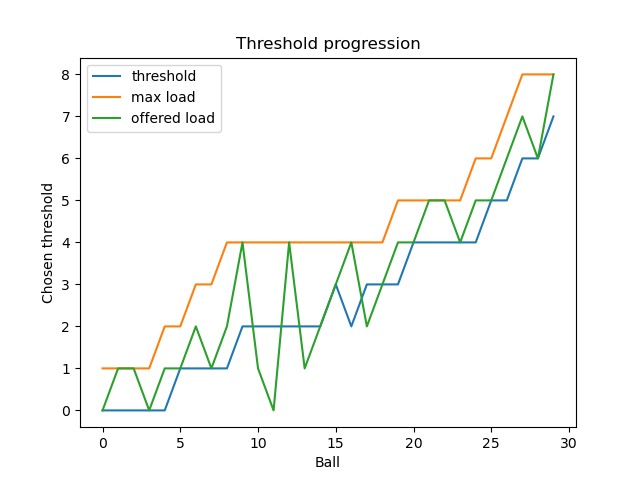 Threshold progression
threshold
max load
offered load
Chosen threshold
8
7
6
5
4
3
2
1
0
0 5 10 15 20 25 30
Ball